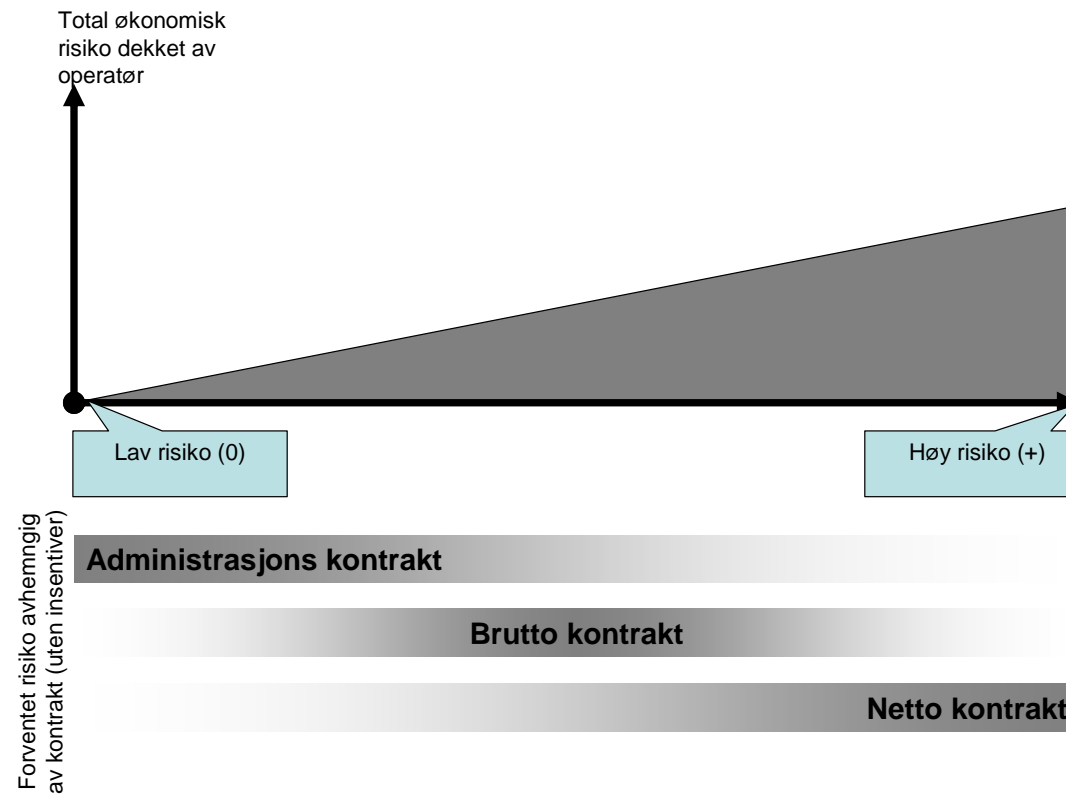 Total økonomisk
risiko dekket av
operatør
Lav risiko (0)
Høy risiko (+)
Forventet risiko avhemngig
av kontrakt (uten insentiver)
Administrasjons kontrakt
Brutto kontrakt
Netto kontrakt